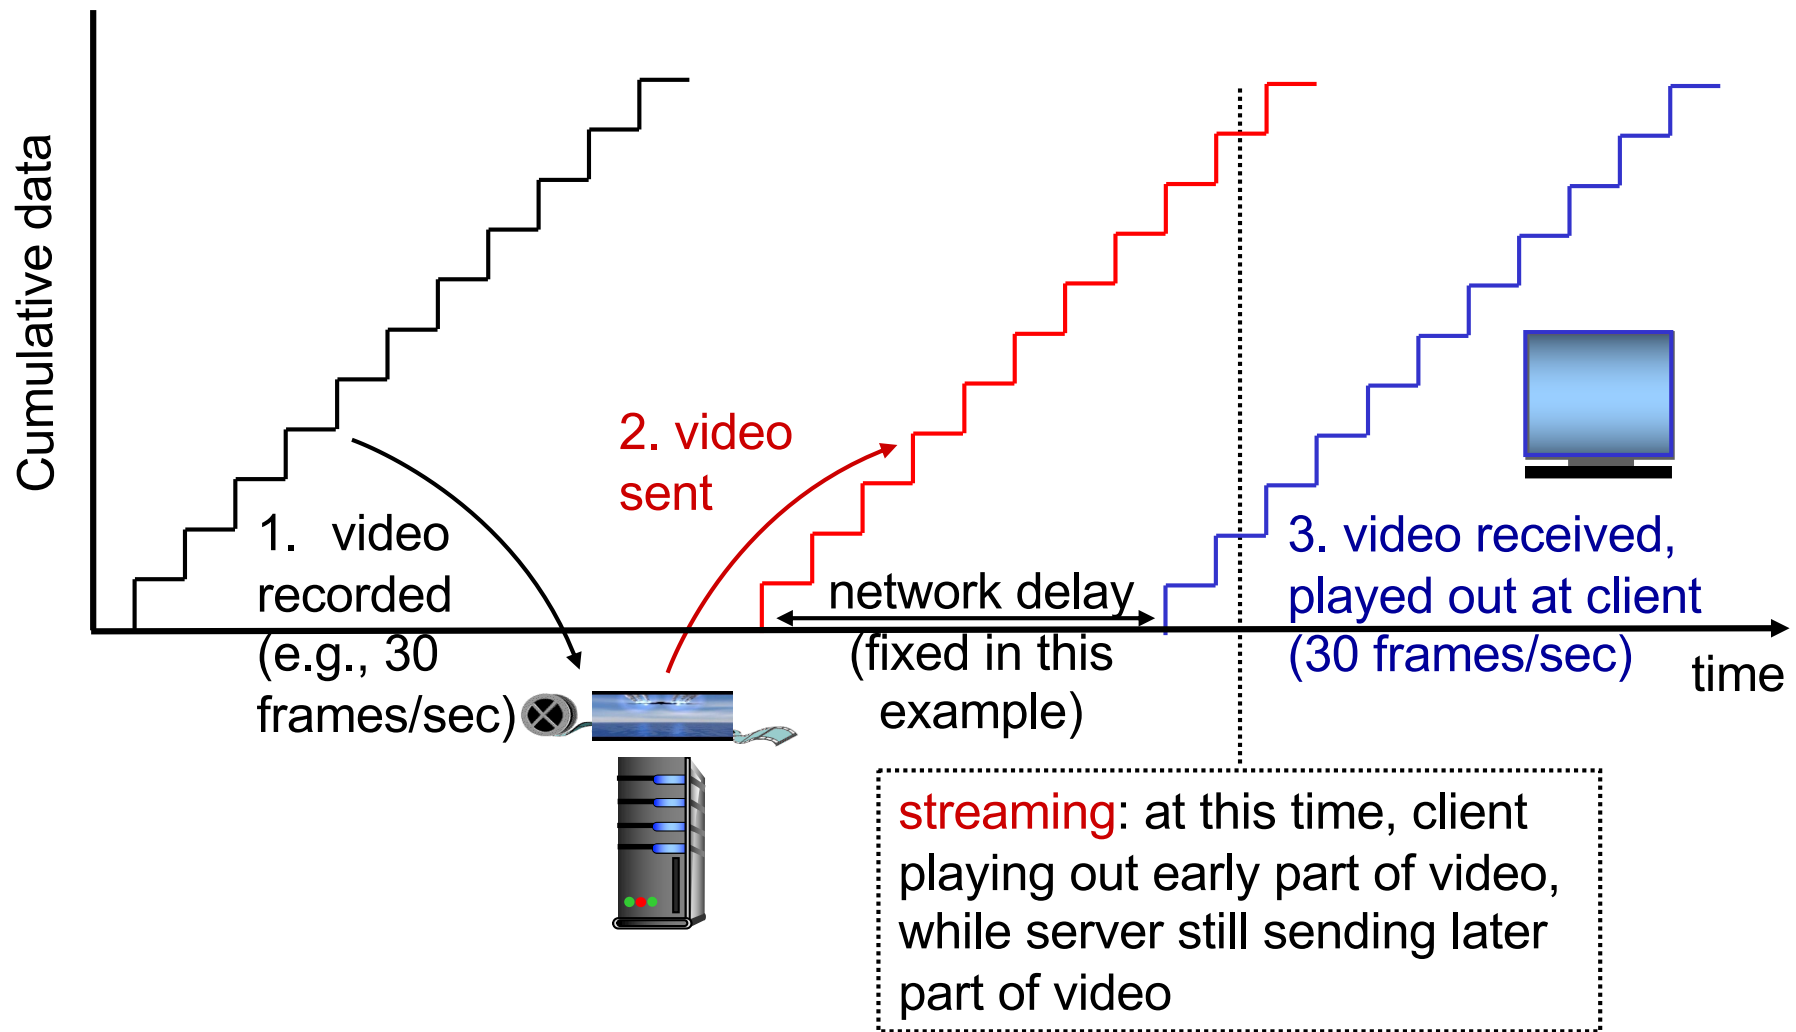 Cumulative data
1. video
recorded
(e.g., 30
frames/sec)
2. video
sent
network delay
(fixed in this
example)
3. video received,
played out at client
(30 frames/sec)
time
streaming: at this time, client
playing out early part of video,
while server still sending later
part of video